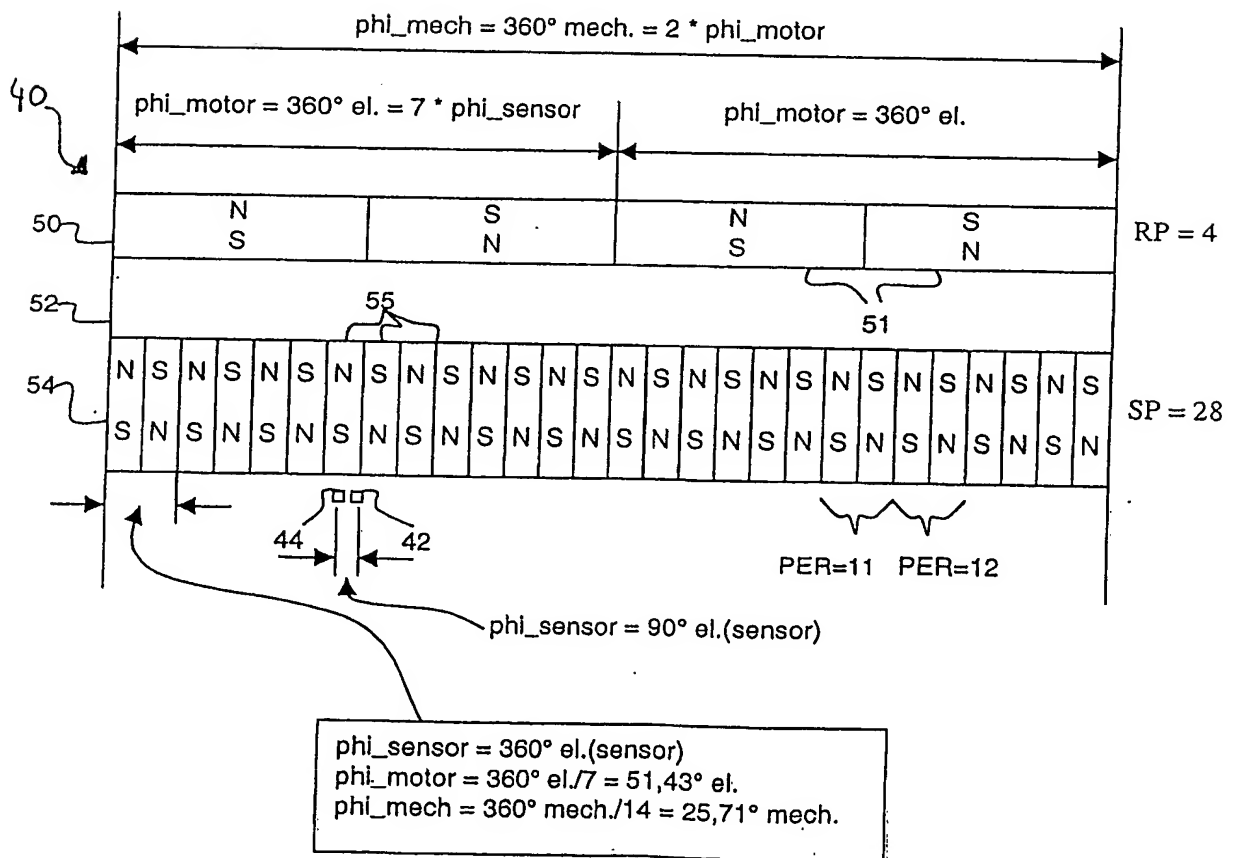 phi_mech = 360° mech. = 2 * phi_motor
40
phi_motor = 360° el. = 7 * phi_sensor
phi_motor = 360° el.
50
N S N S
S N S N
RP = 4
52
55
51
54
N S N S N S N S N S N S N S N S N S N S N S N S N S N S
S N S N S N S N S N S N S N S N S N S N S N S N S N S N
SP = 28
44
42
PER=11 PER=12
phi_sensor = 90° el.(sensor)
phi_sensor = 360° el.(sensor)
phi_motor = 360° el./7 = 51,43° el.
phi_mech = 360° mech./14 = 25,71° mech.